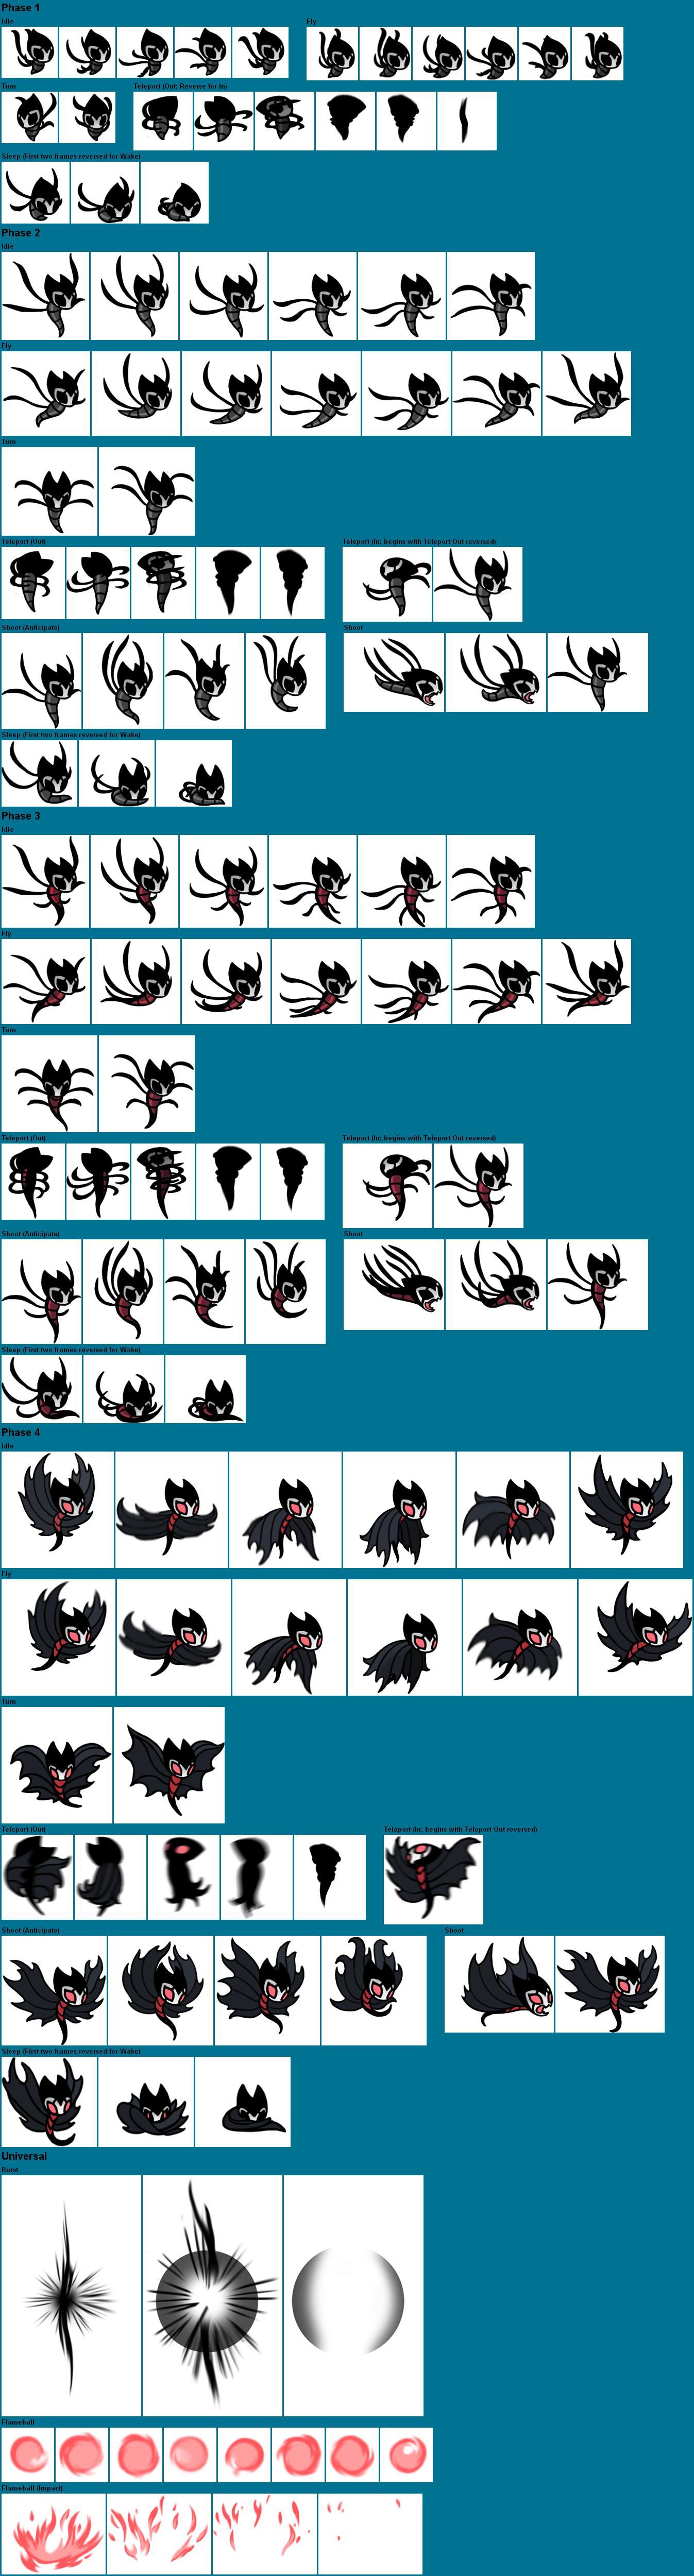 Phase 1
Idle
Fly
Turn
Teleport (Out; Reverse for In)
Sleep (First two frames reversed for Wake)
Phase 2
Idle
Fly
Turn
Teleport (Out)
Teleport (In; begins with Teleport Out reversed)
Shoot (Anticipate)
Shoot
Sleep (First two frames reversed for Wake)
Phase 3
Idle
Fly
Turn
Teleport (Out)
Teleport (In; begins with Teleport Out reversed)
Shoot (Anticipate)
Shoot
Sleep (First two frames reversed for Wake)
Phase 4
Idle
Fly
Turn
Teleport (Out)
Teleport (In; begins with Teleport Out reversed)
Shoot (Anticipate)
Shoot
Sleep (First two frames reversed for Wake)
Universal
Burst
Flameball
Flameball (Impact)